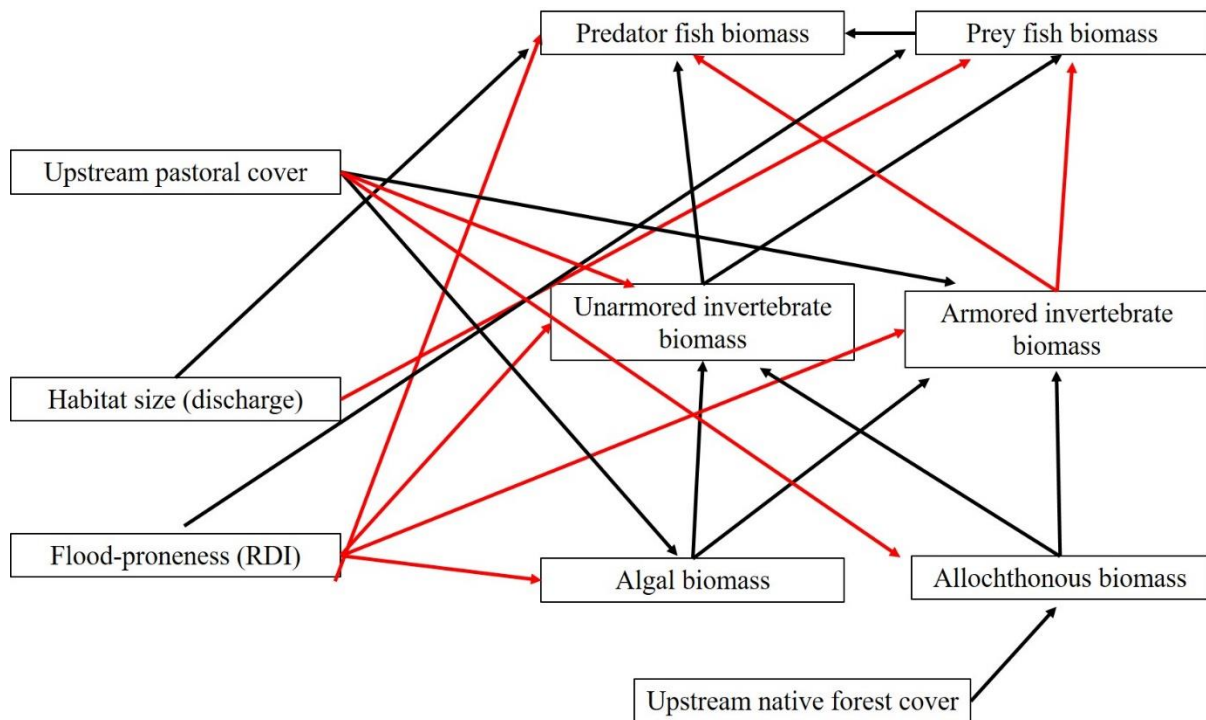 Predator fish biomass
Prey fish biomass
Upstream pastoral cover
Unarmored invertebrate
biomass
Armored invertebrate
biomass
Habitat size (discharge)
Flood-proneness (RDI)
Algal biomass
Allochthonous biomass
Upstream native forest cover